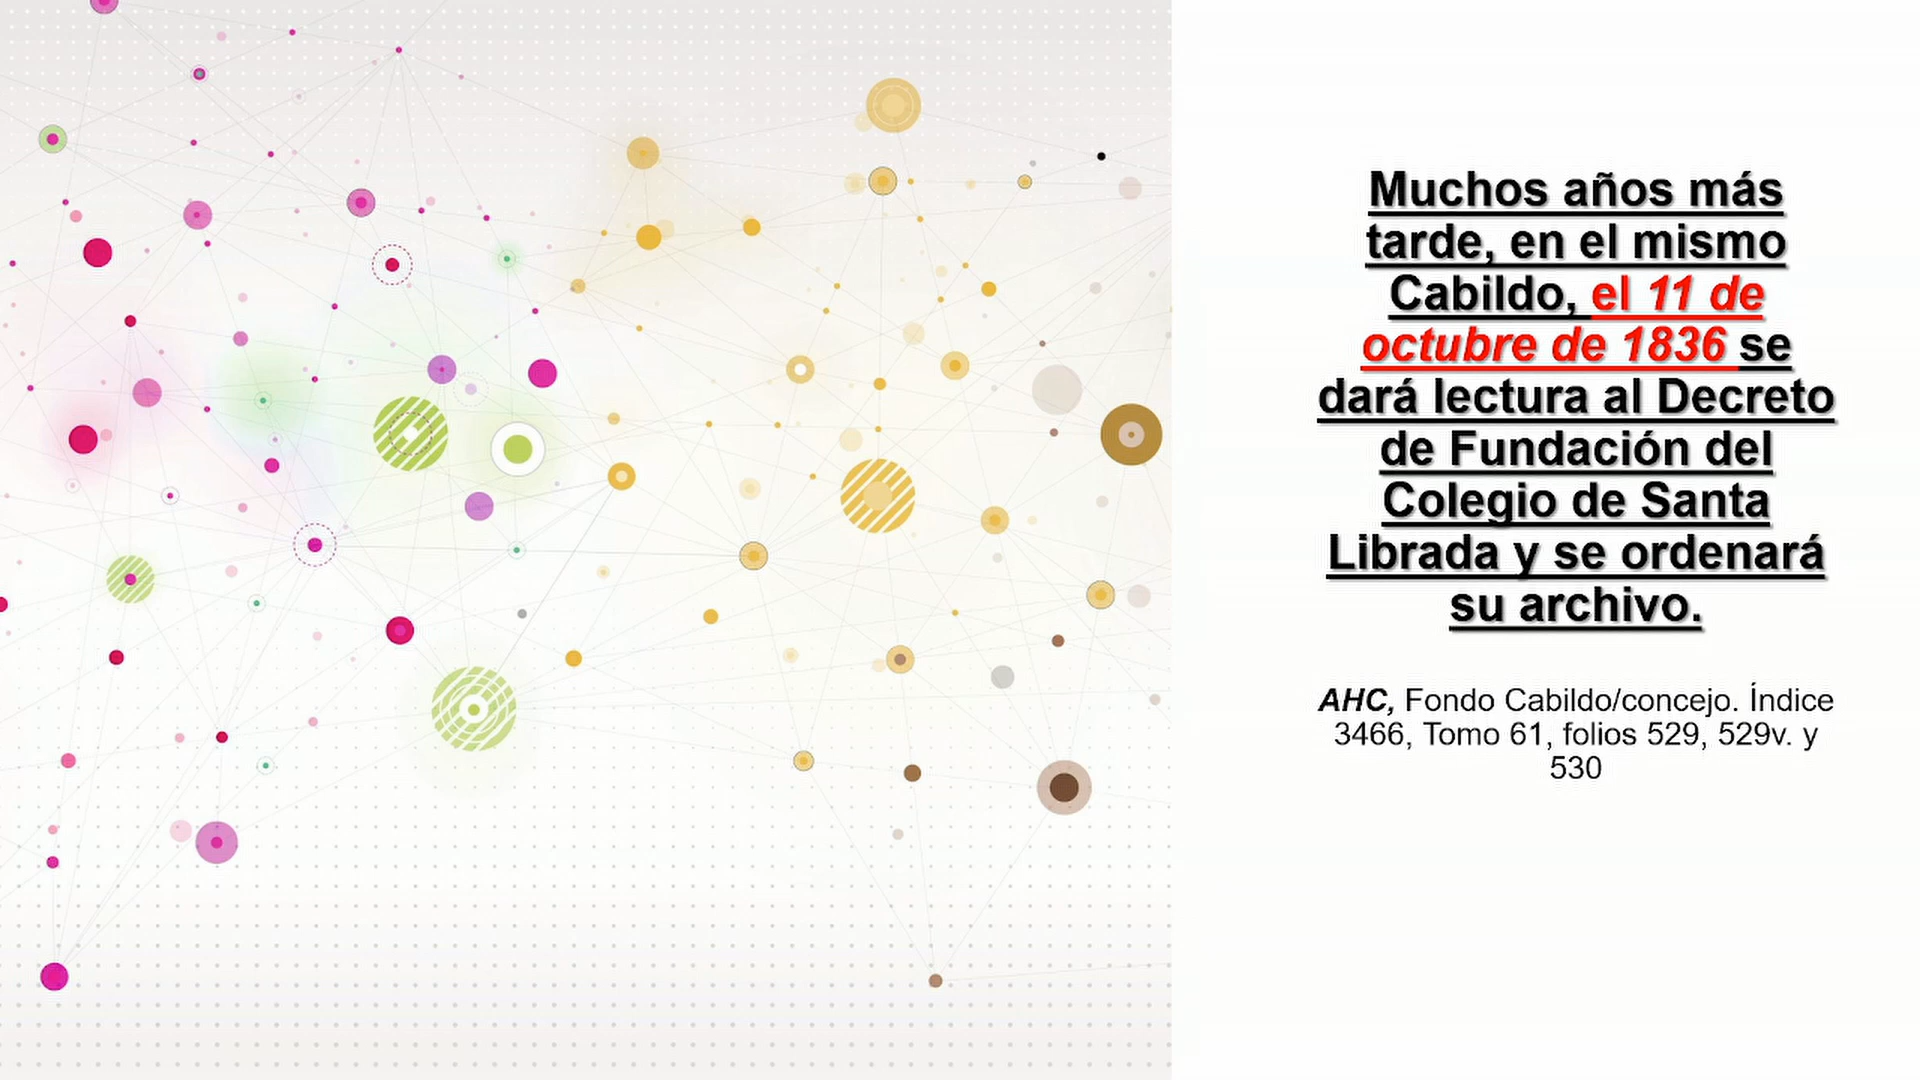 Muchos años más
tarde, en el mismo
Cabildo, el 11 de
octubre de 1836 se
dará lectura al Decreto
de Fundación del
Colegio de Santa
Librada y se ordenará
su archivo.
AHC, Fondo Cabildo/concejo. Índice
3466, Tomo 61, folios 529, 529v. y
530